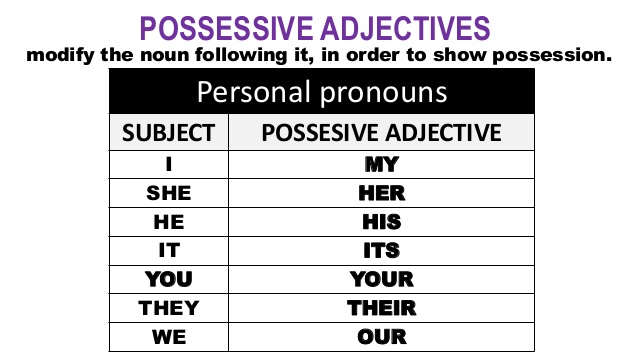 POSSESSIVE ADJECTIVES
modify the noun following it, in order to show possession.
Personal pronouns
SUBJECT POSSESIVE ADJECTIVE
I MY
SHE HER
HE HIS
IT ITS
YOU YOUR
THEY THEIR
WE OUR